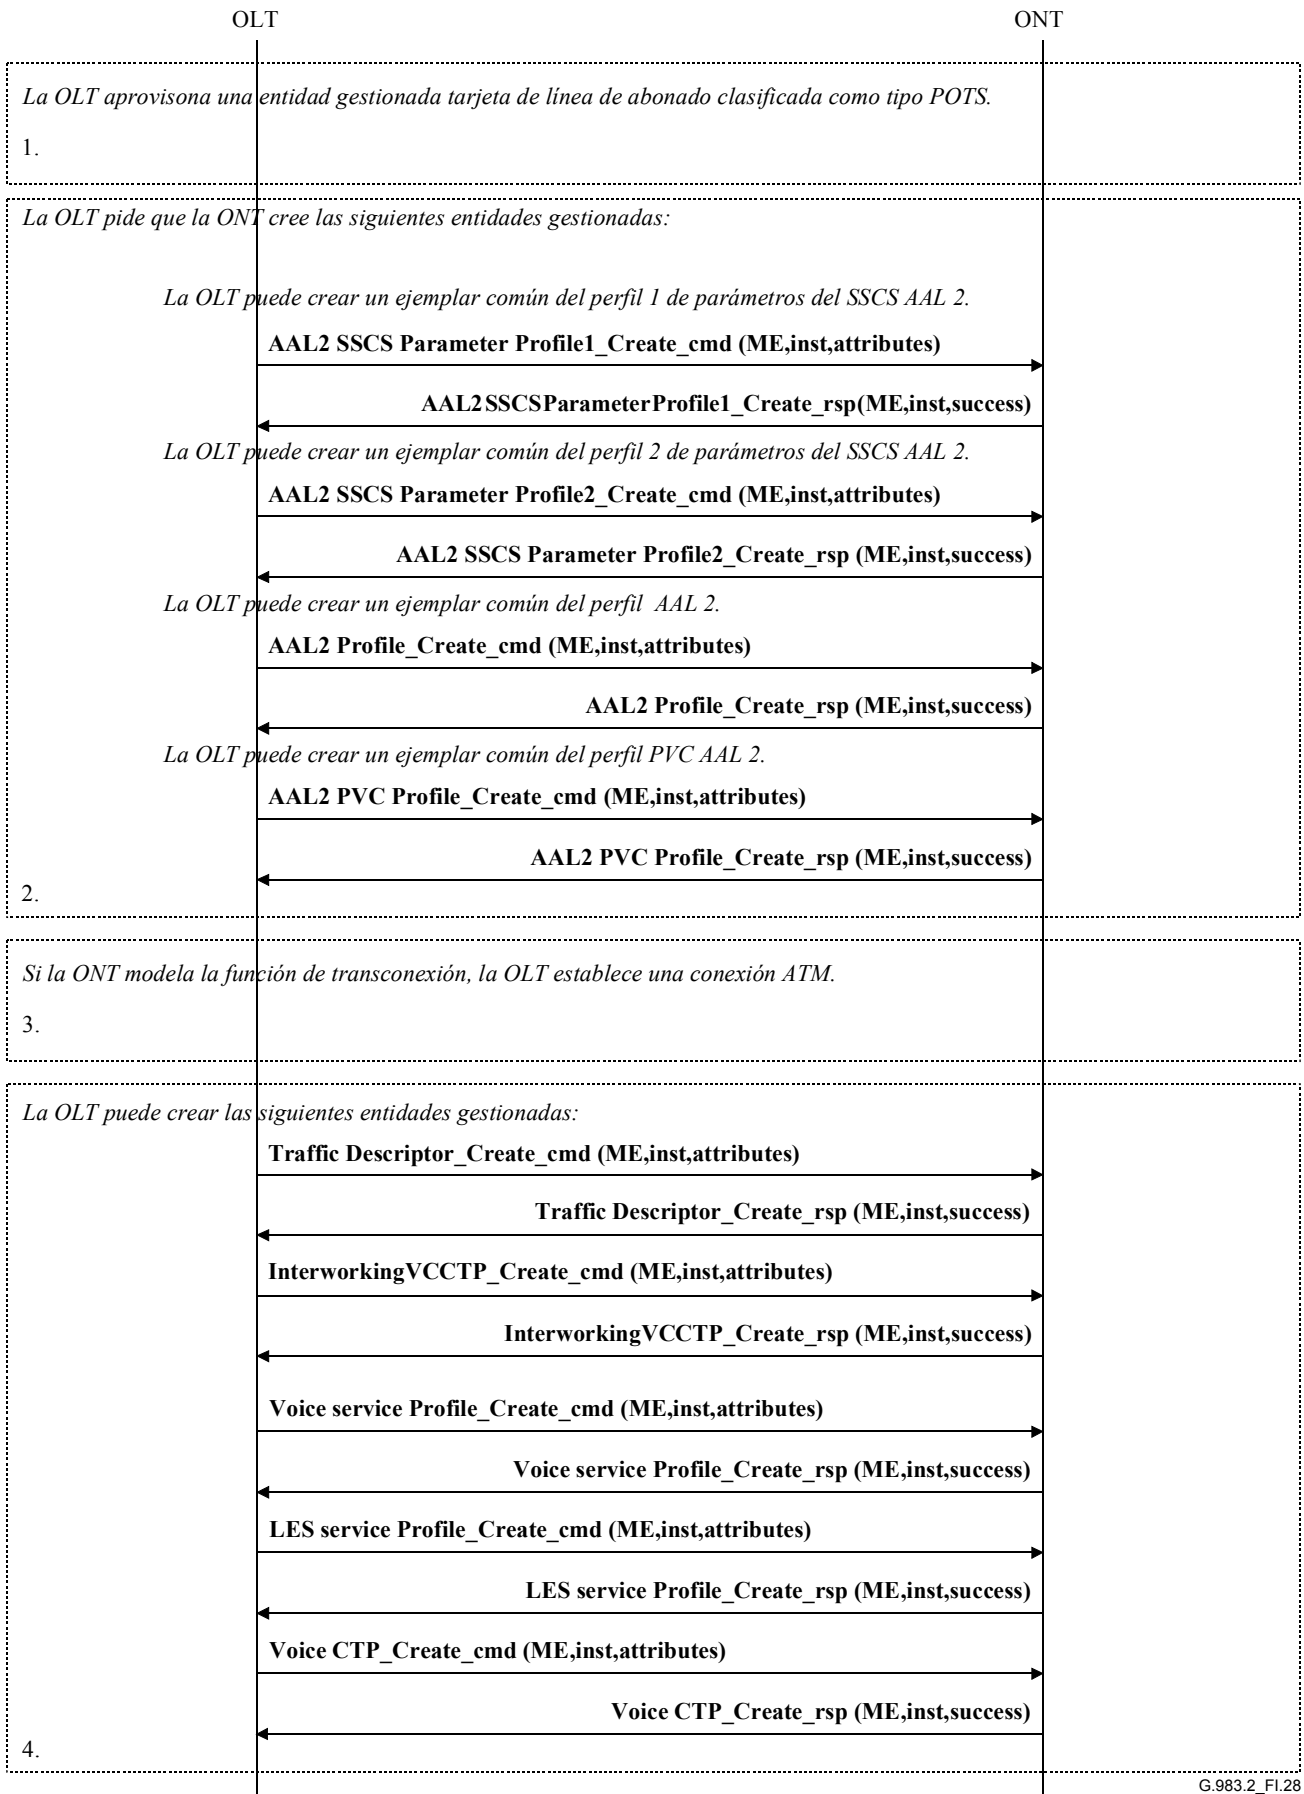 OLT
ONT
La OLT aprovisona una entidad gestionada tarjeta de línea de abonado clasificada como tipo POTS.
1.
La OLT pide que la ONT cree las siguientes entidades gestionadas:
La OLT puede crear un ejemplar común del perfil 1 de parámetros del SSCS AAL 2.
AAL2 SSCS Parameter Profile1_Create_cmd (ME,inst,attributes)
AAL2SSCSParameterProfile1_Create_rsp(ME,inst,success)
La OLT puede crear un ejemplar común del perfil 2 de parámetros del SSCS AAL 2.
AAL2 SSCS Parameter Profile2_Create_cmd (ME,inst,attributes)
AAL2 SSCS Parameter Profile2_Create_rsp (ME,inst,success)
La OLT puede crear un ejemplar común del perfil AAL 2.
AAL2 Profile_Create_cmd (ME,inst,attributes)
AAL2 Profile_Create_rsp (ME,inst,success)
La OLT puede crear un ejemplar común del perfil PVC AAL 2.
AAL2 PVC Profile_Create_cmd (ME,inst,attributes)
AAL2 PVC Profile_Create_rsp (ME,inst,success)
2.
Si la ONT modela la función de transconexión, la OLT establece una conexión ATM.
3.
La OLT puede crear las siguientes entidades gestionadas:
Traffic Descriptor_Create_cmd (ME,inst,attributes)
Traffic Descriptor_Create_rsp (ME,inst,success)
InterworkingVCCTP_Create_cmd (ME,inst,attributes)
InterworkingVCCTP_Create_rsp (ME,inst,success)
Voice service Profile_Create_cmd (ME,inst,attributes)
Voice service Profile_Create_rsp (ME,inst,success)
LES service Profile_Create_cmd (ME,inst,attributes)
LES service Profile_Create_rsp (ME,inst,success)
Voice CTP_Create_cmd (ME,inst,attributes)
Voice CTP_Create_rsp (ME,inst,success)
4.
G.983.2_FI.28